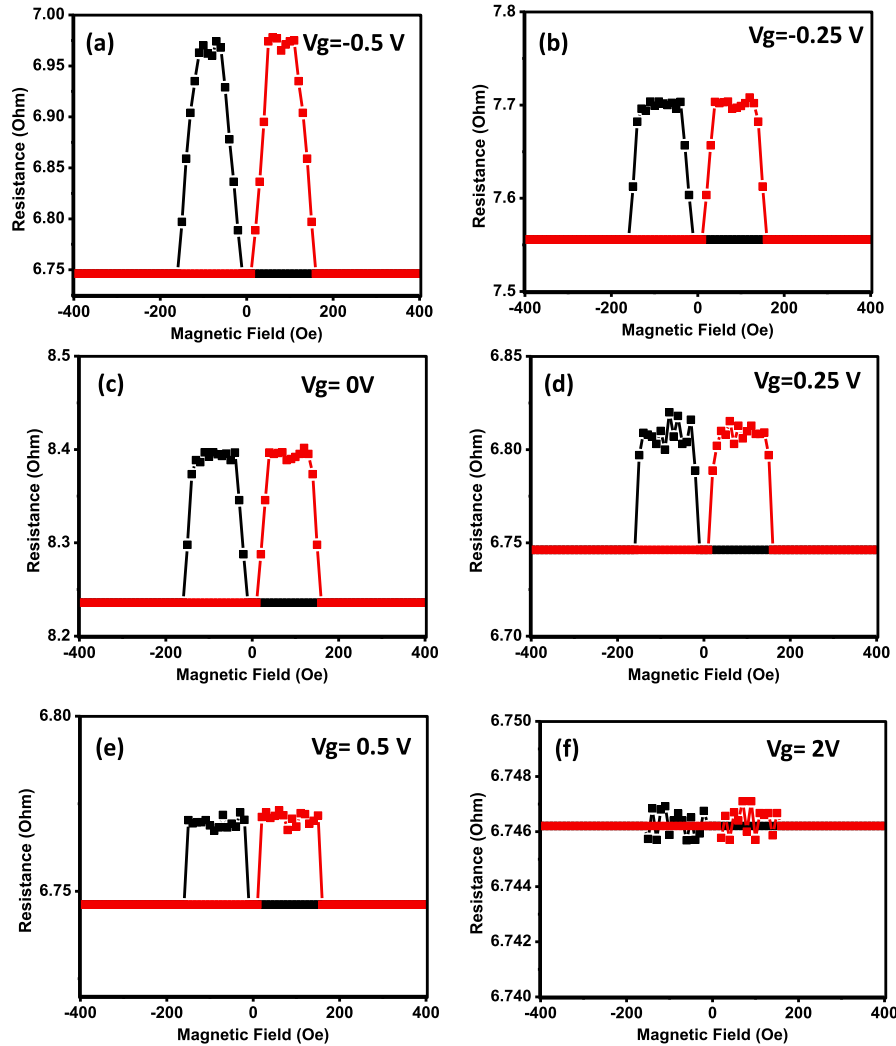 (a)
Vg=-0.5 V
7.00
6.95
6.90
6.85
6.80
6.75
Resistance (Ohm)
-400
-200
0
200
400
Magnetic Field (Oe)
(b)
Vg=-0.25 V
7.8
7.7
7.6
7.5
Resistance (Ohm)
-400
-200
0
200
400
Magnetic Field (Oe)
(c)
Vg= 0V
8.5
8.4
8.3
8.2
Resistance (Ohm)
-400
-200
0
200
400
Magnetic Field (Oe)
(d)
Vg=0.25 V
6.85
6.80
6.75
6.70
Resistance (Ohm)
-400
-200
0
200
400
Magnetic Field (Oe)
(e)
Vg= 0.5 V
6.80
6.75
Resistance (Ohm)
-400
-200
0
200
400
Magnetic Field (Oe)
(f)
Vg= 2V
6.750
6.748
6.746
6.744
6.742
6.740
Resistance (Ohm)
-400
-200
0
200
400
Magnetic Field (Oe)